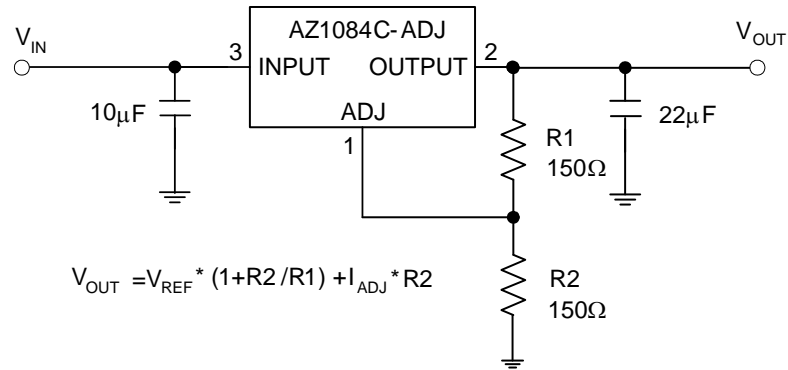 AZ1084C-ADJ
V_IN
3
INPUT
OUTPUT
2
V_OUT
10μF
ADJ
1
R1
150Ω
22μF
V_OUT =V_REF * (1+R2/R1) +I_ADJ * R2
R2
150Ω